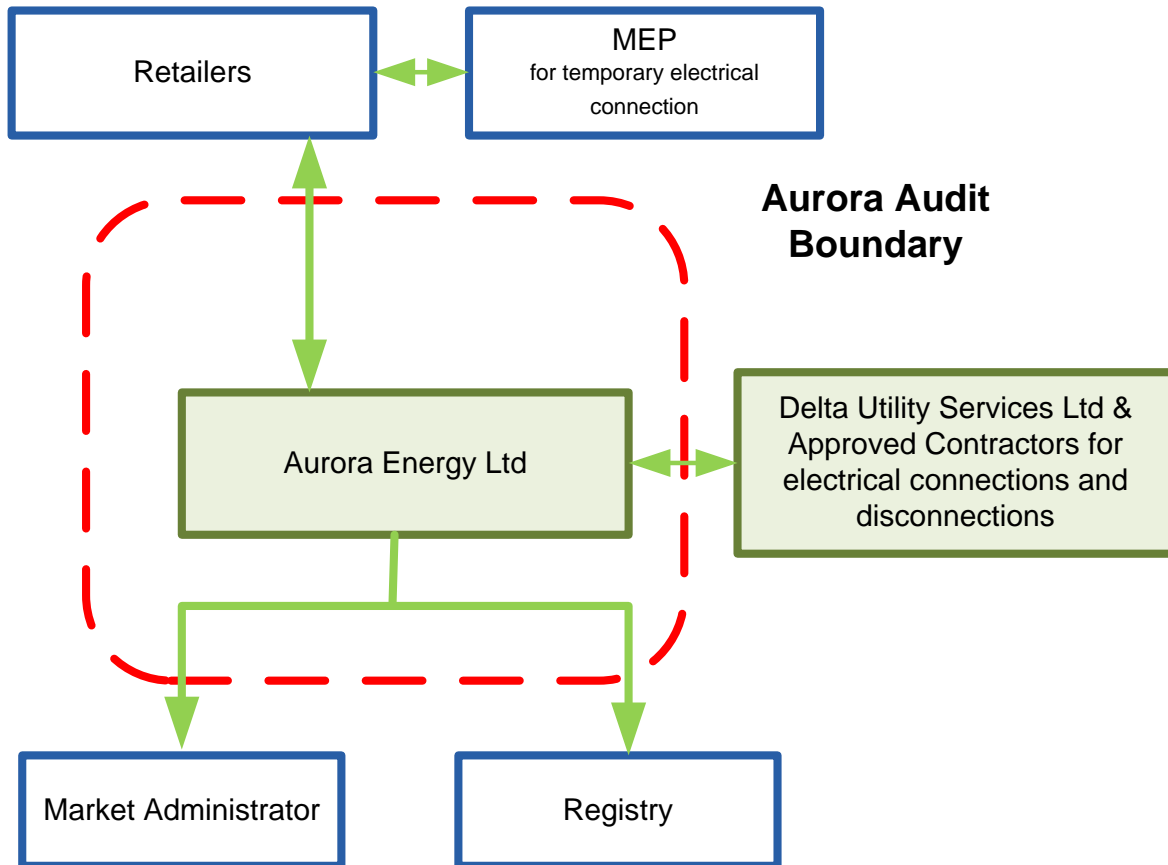 Retailers
MEP
for temporary electrical
connection
Aurora Audit
Boundary
Aurora Energy Ltd
Delta Utility Services Ltd &
Approved Contractors for
electrical connections and
disconnections
Market Administrator
Registry